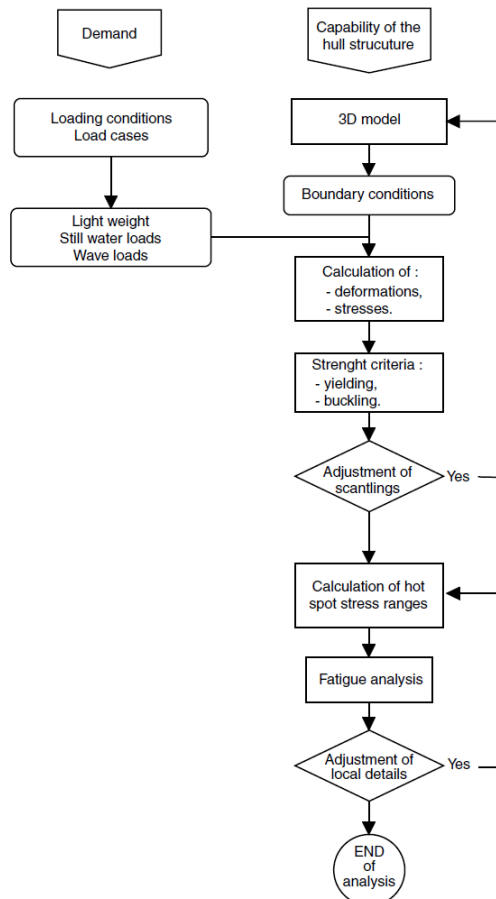 Demand
Capability of the
hull strucuture
Loading conditions
Load cases
3D model
Boundary conditions
Light weight
Still water loads
Wave loads
Calculation of :
- deformations,
- stresses.
Strenght criteria :
- yielding,
- buckling.
Adjustment of
scantlings
Yes
Calculation of hot
spot stress ranges
Fatigue analysis
Adjustment of
local details
Yes
END
of
analysis